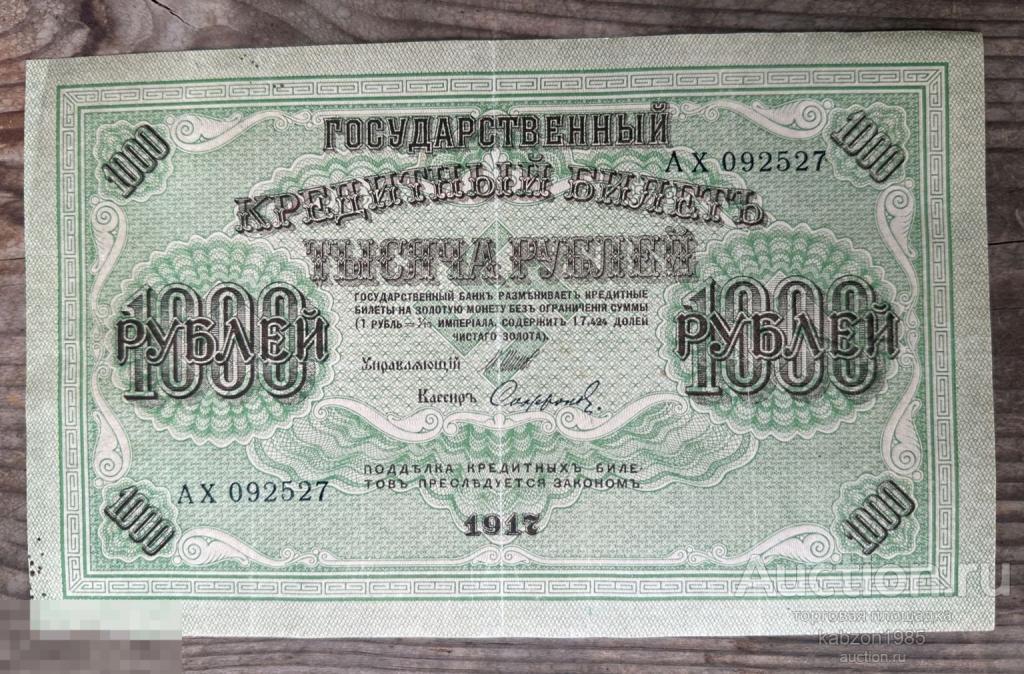 1000
1000
ГОСУДАРСТВЕННЫЙ
АХ 092527
КРЕДИТНЫЙ БИЛЕТЪ
ТЫСЯЧА РУБЛЕЙ
ГОСУДАРСТВЕННЫЙ БАНКЪ РАЗМѢНИВАЕТЪ КРЕДИТНЫЕ
БИЛЕТЫ НА ЗОЛОТУЮ МОНЕТУ БЕЗЪ ОГРАНИЧЕНІЯ СУММЫ
(1 РУБЛЬ = 1/15 ИМПЕРІАЛА, СОДЕРЖИТЪ 17,424 ДОЛЕЙ
ЧИСТАГО ЗОЛОТА).
1000
РУБЛЕЙ
1000
РУБЛЕЙ
Управляющій
Кассиръ Сафронов
ПОДДѢЛКА КРЕДИТНЫХЪ БИЛЕ-
ТОВЪ ПРЕСЛѢДУЕТСЯ ЗАКОНОМЪ
АХ 092527
1917
1000
1000
Auction.ru
торговая площадка
kabzon1985
auction.ru